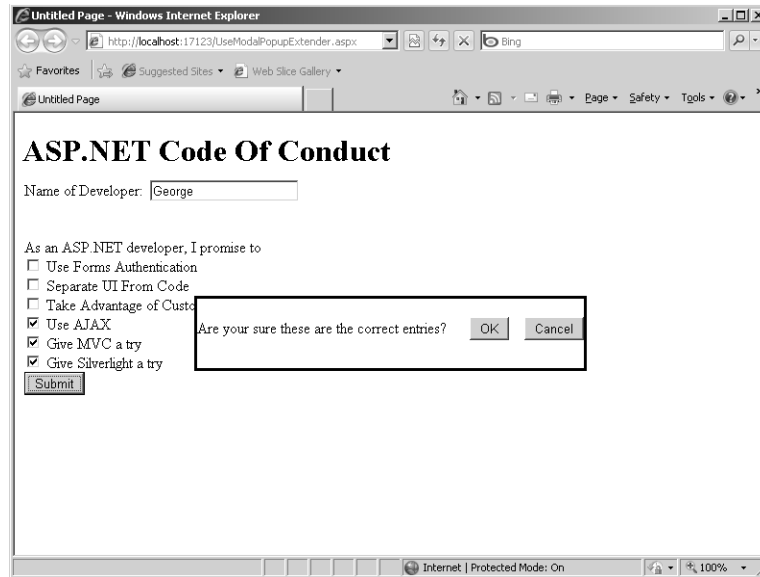 Untitled Page - Windows Internet Explorer
http://localhost:17123/UseModalPopupExtender.aspx
Bing
Favorites Suggested Sites Web Slice Gallery
Untitled Page
Page Safety Tools
ASP.NET Code Of Conduct
Name of Developer: George
As an ASP.NET developer, I promise to
Use Forms Authentication
Separate UI From Code
Take Advantage of Custo
Use AJAX
Are your sure these are the correct entries? OK Cancel
Give MVC a try
Give Silverlight a try
Submit
Internet | Protected Mode: On
100%